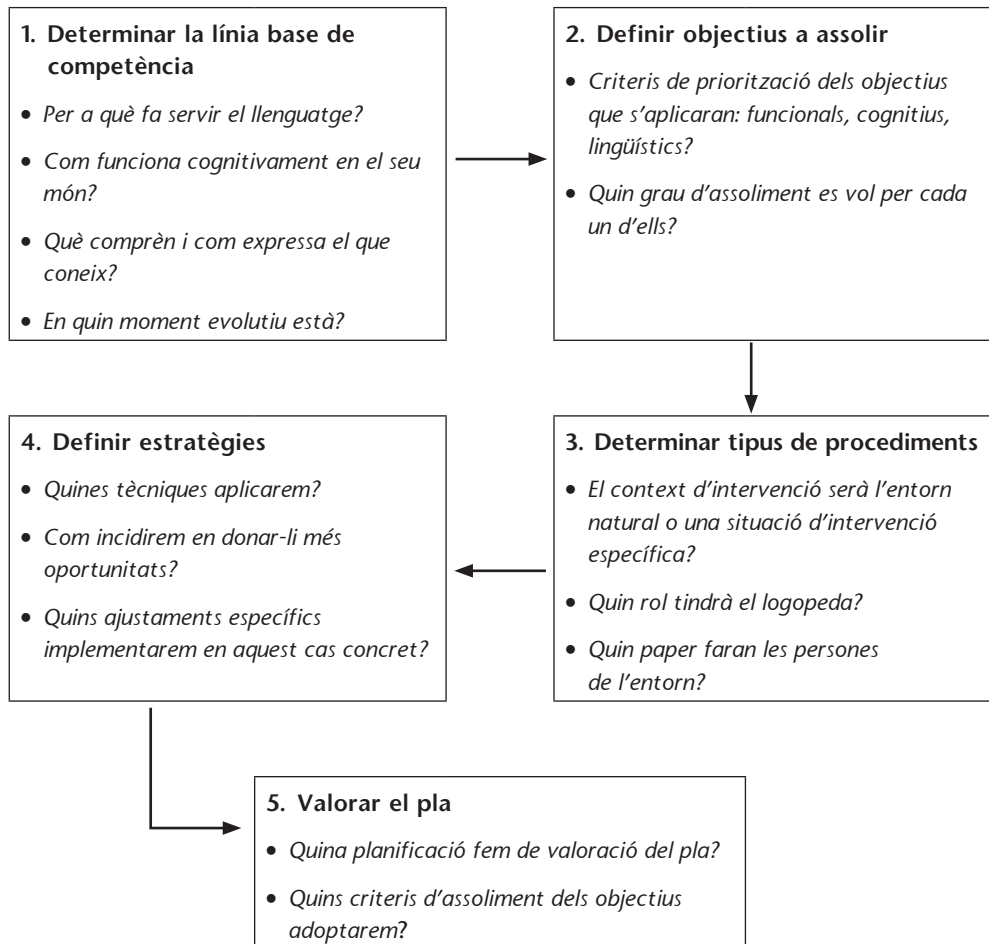 1. Determinar la línia base de
competència
• Per a què fa servir el llenguatge?
• Com funciona cognitivament en el seu
món?
• Què comprèn i com expressa el que
coneix?
• En quin moment evolutiu està?
2. Definir objectius a assolir
• Criteris de priorització dels objectius
que s'aplicaran: funcionals, cognitius,
lingüístics?
• Quin grau d'assoliment es vol per cada
un d'ells?
3. Determinar tipus de procediments
• El context d'intervenció serà l'entorn
natural o una situació d'intervenció
específica?
• Quin rol tindrà el logopeda?
• Quin paper faran les persones
de l'entorn?
4. Definir estratègies
• Quines tècniques aplicarem?
• Com incidirem en donar-li més
oportunitats?
• Quins ajustaments específics
implementarem en aquest cas concret?
5. Valorar el pla
• Quina planificació fem de valoració del pla?
• Quins criteris d'assoliment dels objectius
adoptarem?